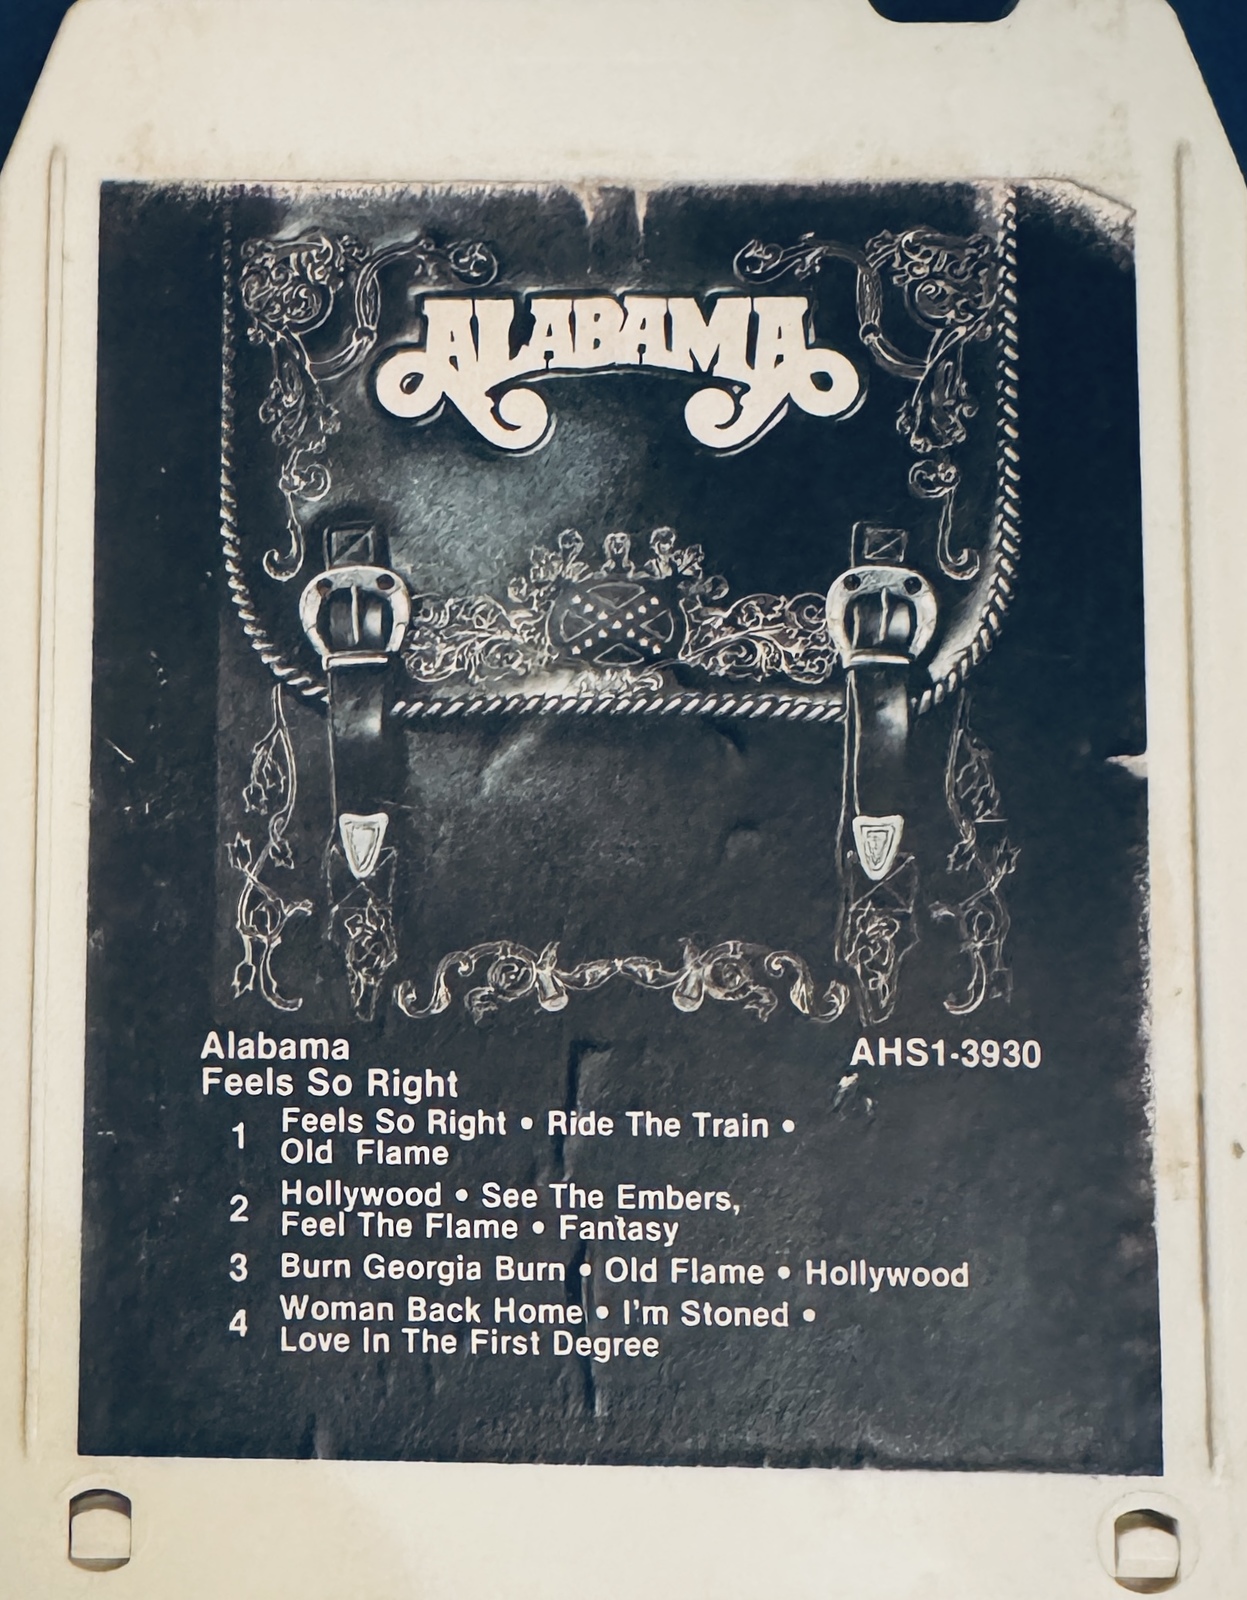 ALABAMA
Alabama
AHS1-3930
Feels So Right
1 Feels So Right • Ride The Train •
Old Flame
2 Hollywood • See The Embers,
Feel The Flame • Fantasy
3 Burn Georgia Burn • Old Flame • Hollywood
4 Woman Back Home • I'm Stoned •
Love In The First Degree